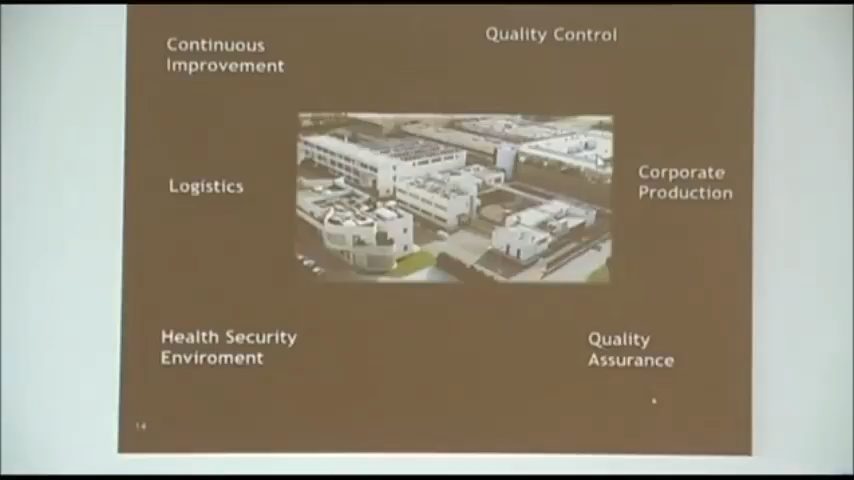 Continuous
Improvement
Quality Control
Logistics
Corporate
Production
Health Security
Enviroment
Quality
Assurance
14